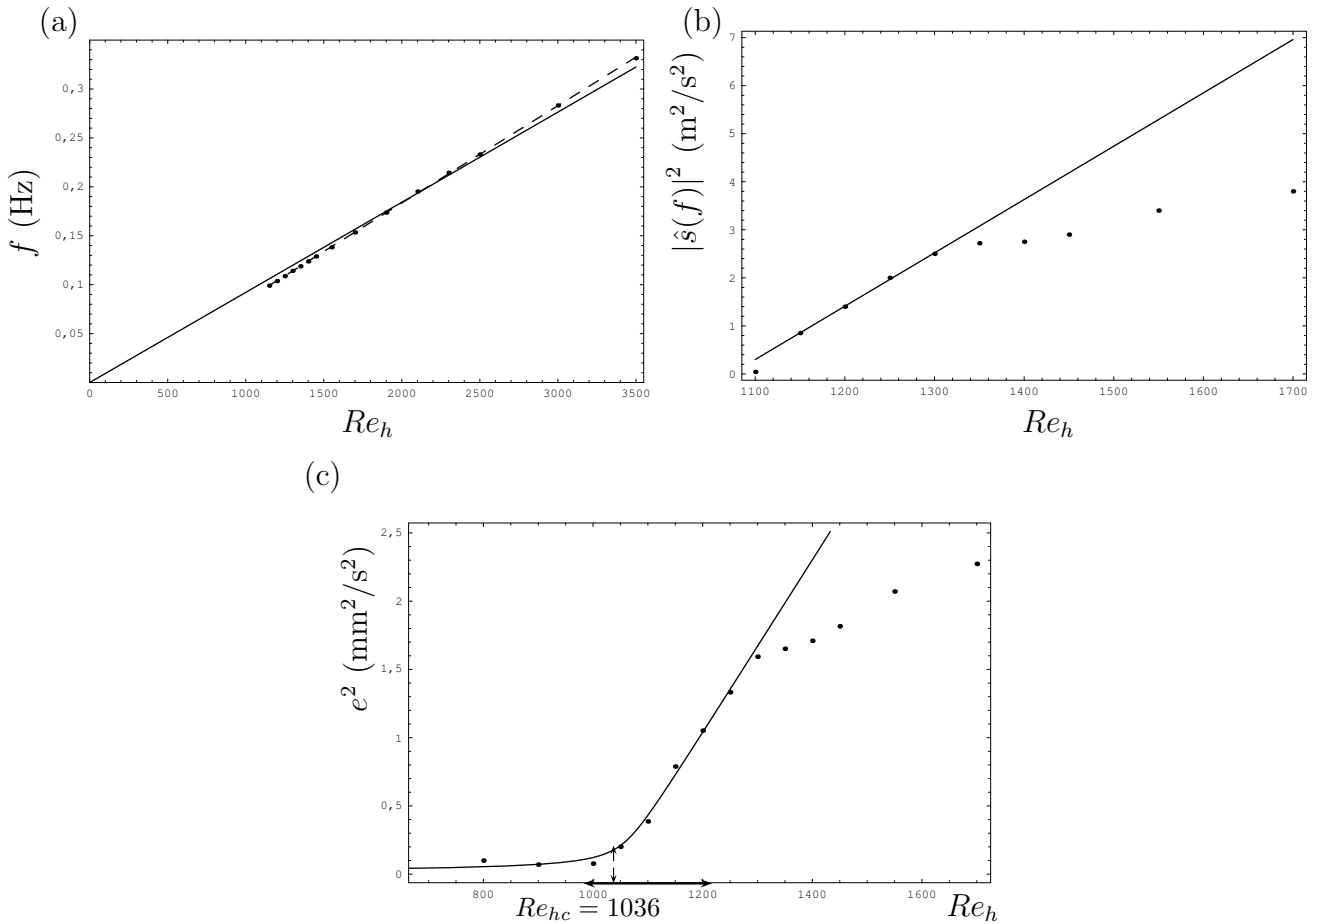 (a)
f (Hz)
0,3
0,25
0,2
0,15
0,1
0,05
0 500 1000 1500 2000 2500 3000 3500
Re_h
(b)
|ŝ(f)|² (m²/s²)
7
6
5
4
3
2
1
0
1100 1200 1300 1400 1500 1600 1700
Re_h
(c)
e² (mm²/s²)
2,5
2
1,5
1
0,5
0
800 1000 1200 1400 1600
Re_hc = 1036
Re_h